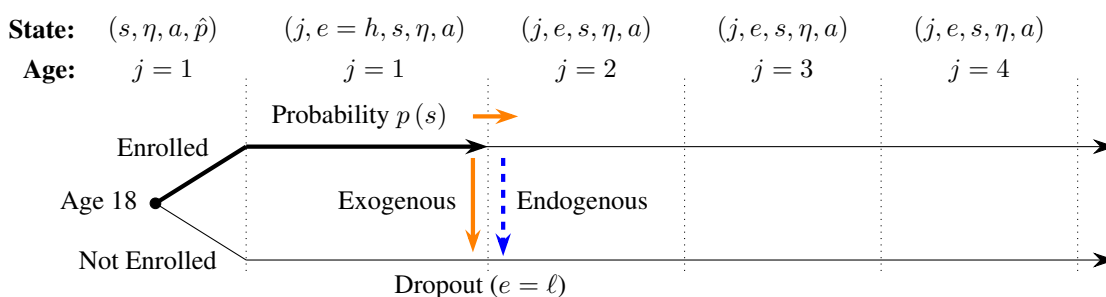 State: (s, η, a, p̂) (j, e = h, s, η, a) (j, e, s, η, a) (j, e, s, η, a) (j, e, s, η, a)
Age: j = 1 j = 1 j = 2 j = 3 j = 4
Probability p (s)
Enrolled
Age 18 Exogenous Endogenous
Not Enrolled
Dropout (e = ℓ)